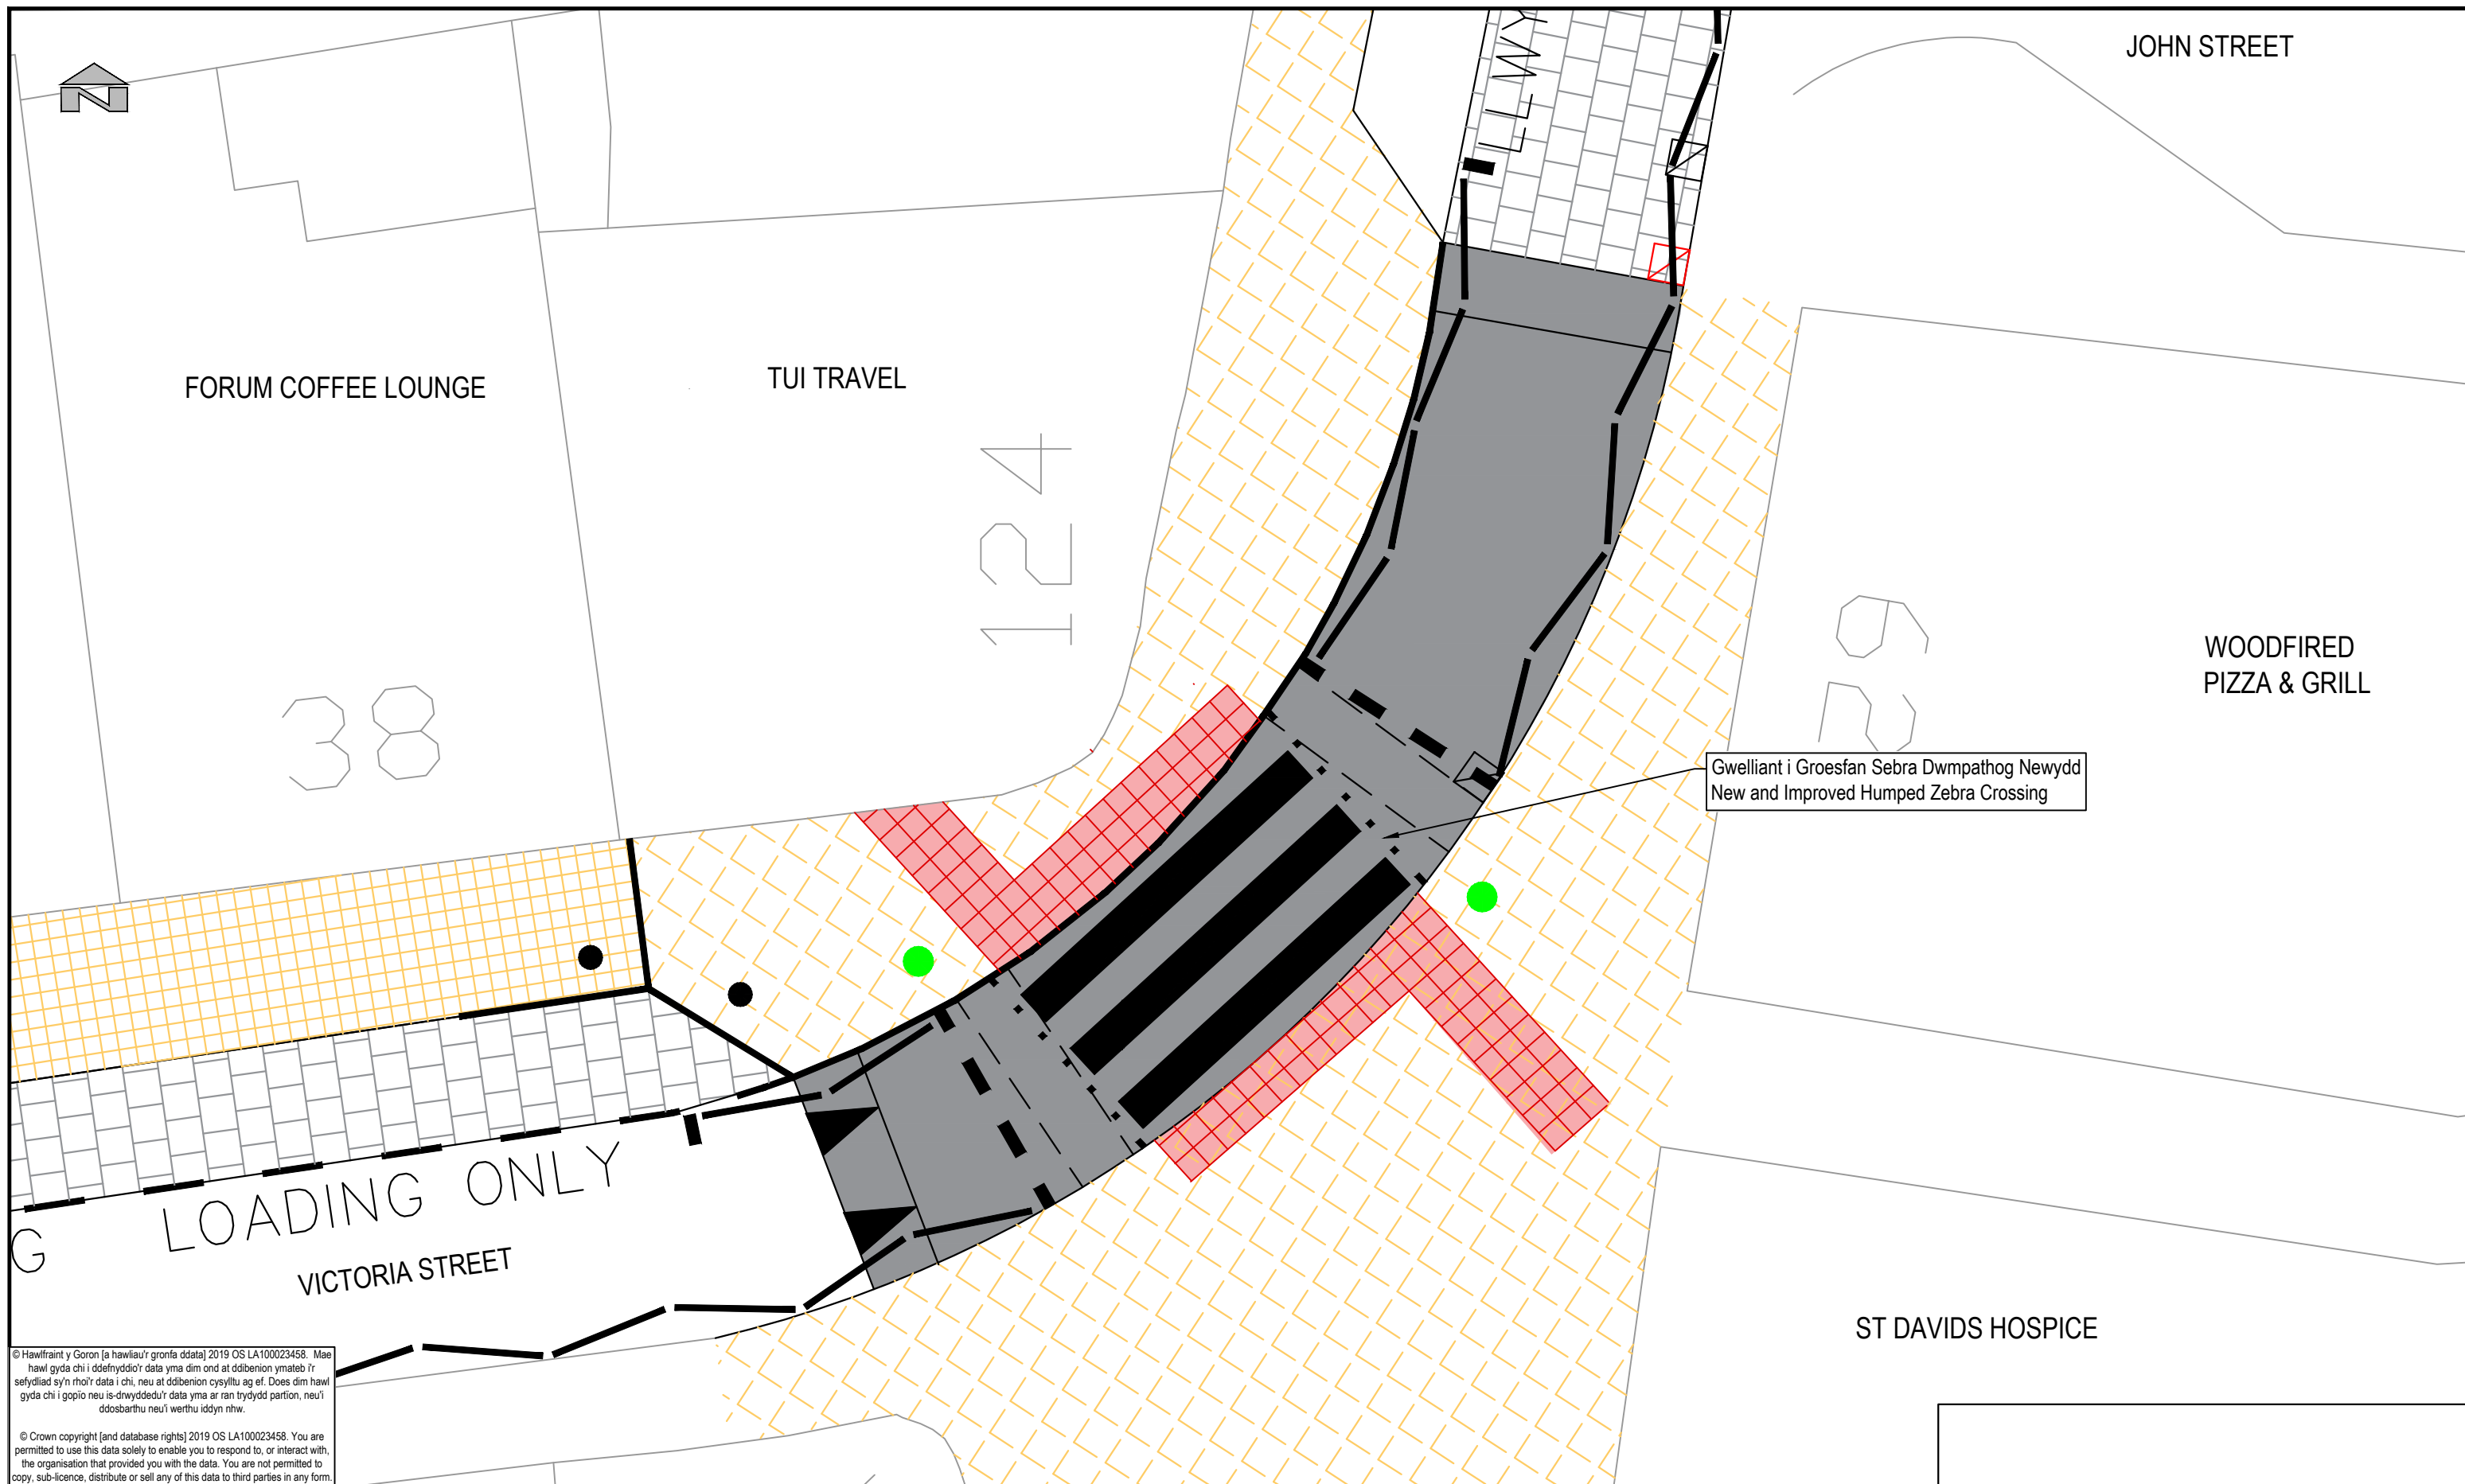 JOHN STREET
N
FORUM COFFEE LOUNGE
TUI TRAVEL
124
38
59
WOODFIRED
PIZZA & GRILL
Gwelliant i Groesfan Sebra Dwmpathog Newydd
New and Improved Humped Zebra Crossing
G LOADING ONLY
VICTORIA STREET
ST DAVIDS HOSPICE
© Hawlfraint y Goron [a hawliau'r gronfa ddata] 2019 OS LA100023458. Mae
hawl gyda chi i ddefnyddio'r data yma dim ond at ddibenion ymateb i'r
sefydliad sy'n rhoi'r data i chi, neu at ddibenion cysylltu ag ef. Does dim hawl
gyda chi i gopïo neu is-drwyddedu'r data yma ar ran trydydd partïon, neu'i
ddosbarthu neu'i werthu iddyn nhw.
© Crown copyright [and database rights] 2019 OS LA100023458. You are
permitted to use this data solely to enable you to respond to, or interact with,
the organisation that provided you with the data. You are not permitted to
copy, sub-licence, distribute or sell any of this data to third parties in any form.